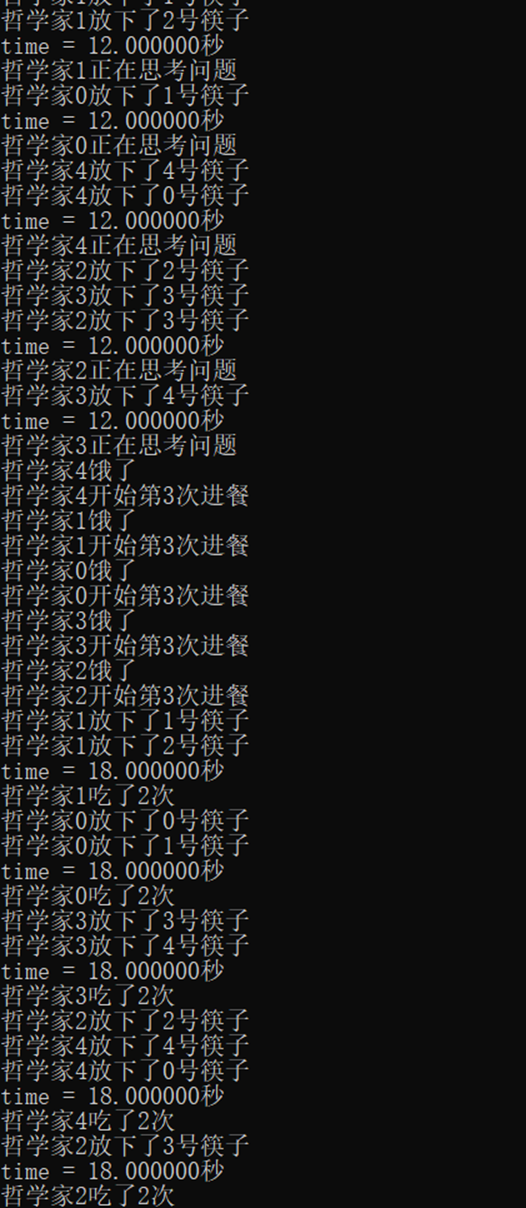 哲学家1放下了1号筷子
哲学家1放下了2号筷子
time = 12.000000秒
哲学家1正在思考问题
哲学家0放下了1号筷子
time = 12.000000秒
哲学家0正在思考问题
哲学家4放下了4号筷子
哲学家4放下了0号筷子
time = 12.000000秒
哲学家4正在思考问题
哲学家2放下了2号筷子
哲学家3放下了3号筷子
哲学家2放下了3号筷子
time = 12.000000秒
哲学家2正在思考问题
哲学家3放下了4号筷子
time = 12.000000秒
哲学家3正在思考问题
哲学家4饿了
哲学家4开始第3次进餐
哲学家1饿了
哲学家1开始第3次进餐
哲学家0饿了
哲学家0开始第3次进餐
哲学家3饿了
哲学家3开始第3次进餐
哲学家2饿了
哲学家2开始第3次进餐
哲学家1放下了1号筷子
哲学家1放下了2号筷子
time = 18.000000秒
哲学家1吃了2次
哲学家0放下了0号筷子
哲学家0放下了1号筷子
time = 18.000000秒
哲学家0吃了2次
哲学家3放下了3号筷子
哲学家3放下了4号筷子
time = 18.000000秒
哲学家3吃了2次
哲学家2放下了2号筷子
哲学家4放下了4号筷子
哲学家4放下了0号筷子
time = 18.000000秒
哲学家4吃了2次
哲学家2放下了3号筷子
time = 18.000000秒
哲学家2吃了2次